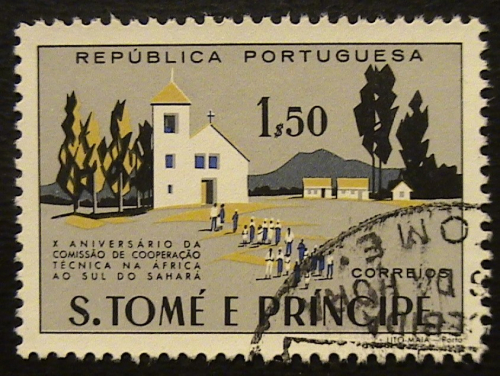 REPÚBLICA PORTUGUESA
1$50
X ANIVERSÁRIO DA
COMISSÃO DE COOPERAÇÃO
TÉCNICA NA ÁFRICA
AO SUL DO SAHARÁ
CORREIOS
S. TOMÉ E PRÍNCIPE
LITO MAIA - Porto